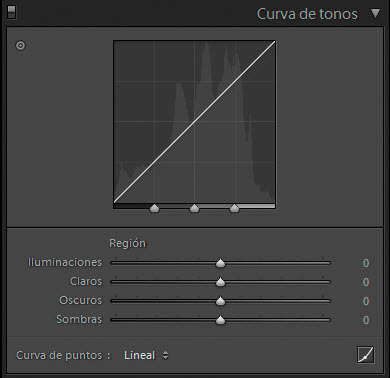 Curva de tonos
Región
Iluminaciones 0
Claros 0
Oscuros 0
Sombras 0
Curva de puntos : Lineal